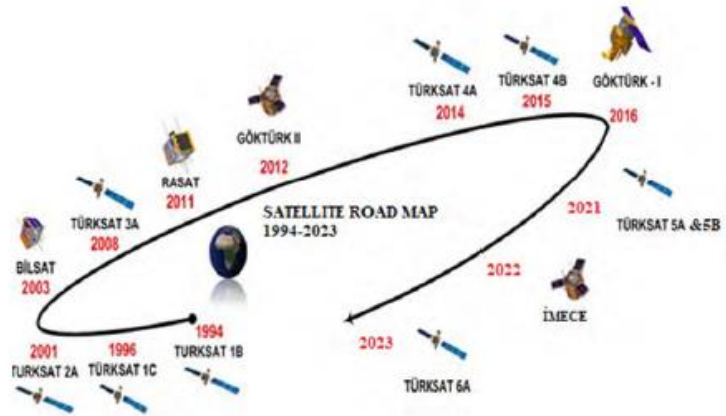 TÜRKSAT 4A
2014
TÜRKSAT 4B
2015
GÖKTÜRK - I
2016
GÖKTÜRK II
2012
RASAT
2011
TÜRKSAT 3A
2008
BİLSAT
2003
SATELLITE ROAD MAP
1994-2023
2021
TÜRKSAT 5A &5B
2022
İMECE
2023
TÜRKSAT 6A
1994
TURKSAT 1B
1996
TÜRKSAT 1C
2001
TURKSAT 2A